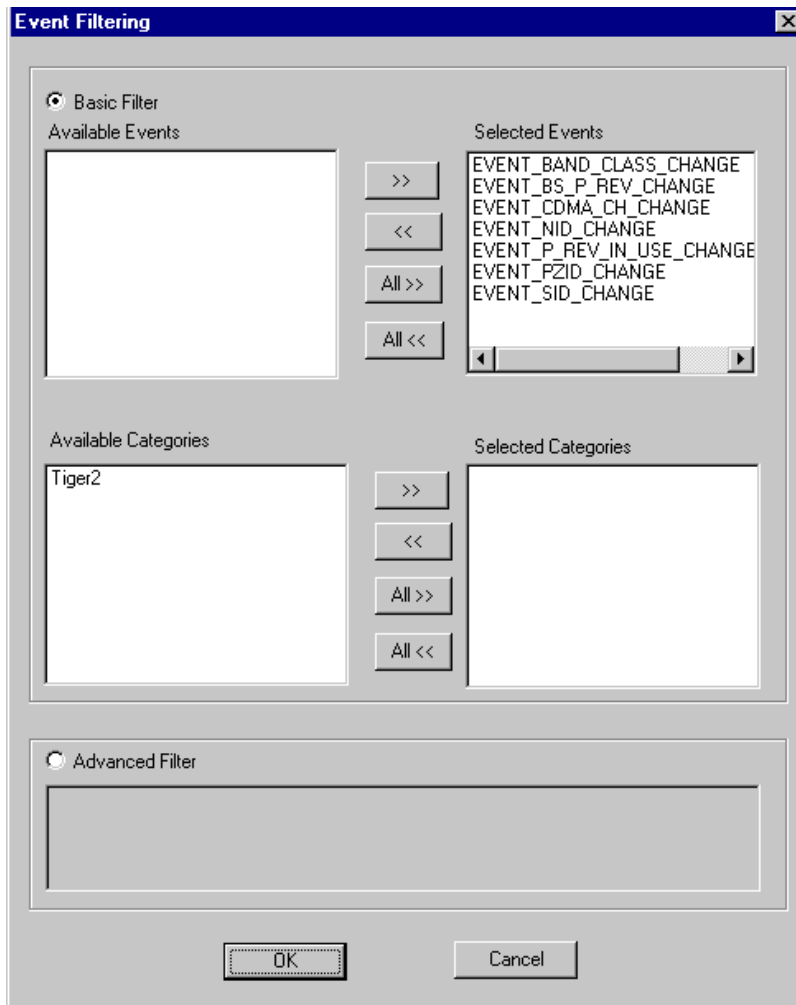 Event Filtering
Basic Filter
Available Events
Selected Events
>>
<<
All >>
All <<
EVENT_BAND_CLASS_CHANGE
EVENT_BS_P_REV_CHANGE
EVENT_CDMA_CH_CHANGE
EVENT_NID_CHANGE
EVENT_P_REV_IN_USE_CHANGE
EVENT_PZID_CHANGE
EVENT_SID_CHANGE
Available Categories
Selected Categories
Tiger2
>>
<<
All >>
All <<
Advanced Filter
OK
Cancel